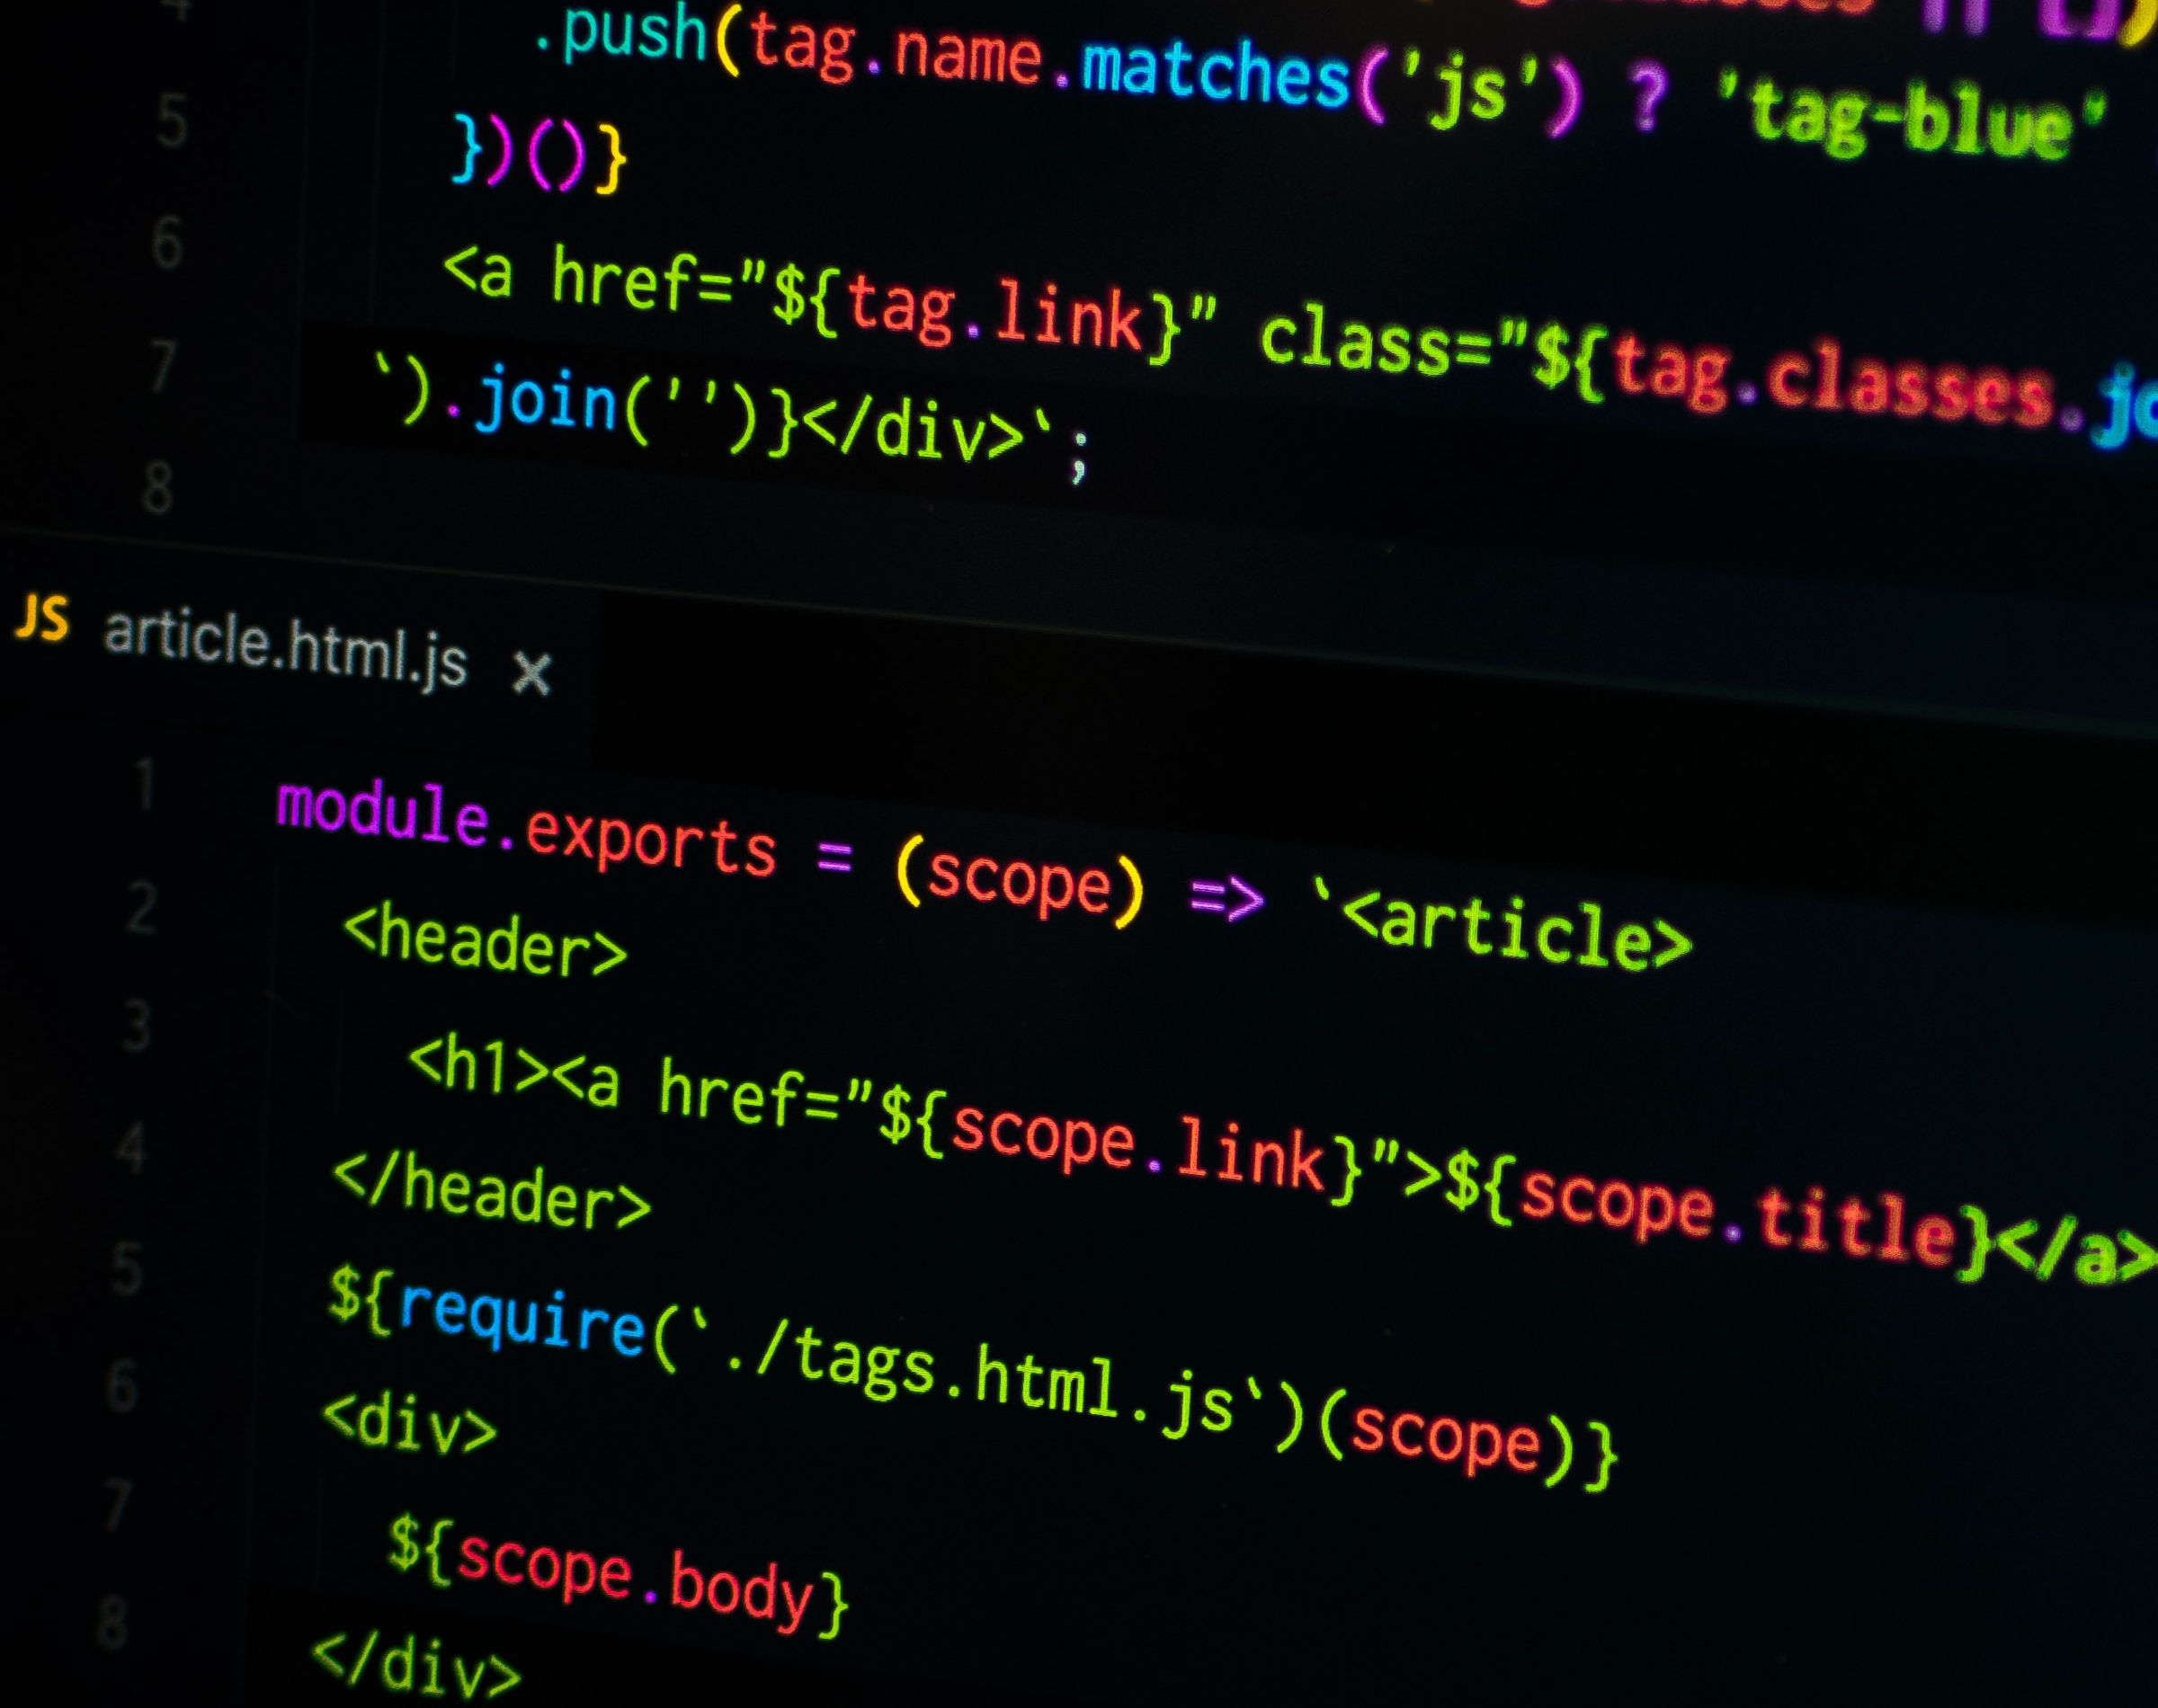 4
.push(tag.name.matches('js') ? 'tag-blue'
5 })()}
6 <a href="${tag.link}" class="${tag.classes.jo
7 `).join('')}</div>`;
8
JS article.html.js ×
1 module.exports = (scope) => `<article>
2 <header>
3 <h1><a href="${scope.link}">${scope.title}</a>
4 </header>
5 ${require(`./tags.html.js`)(scope)}
6 <div>
7 ${scope.body}
8 </div>